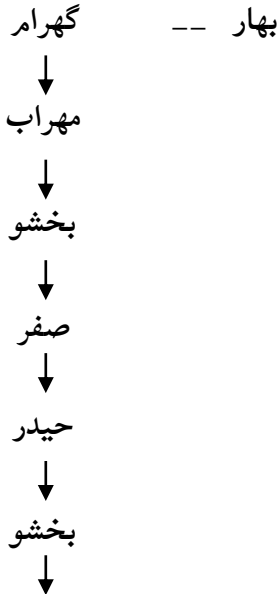 بهار -- گهرام
مهراب
بخشو
صفر
حیدر
بخشو